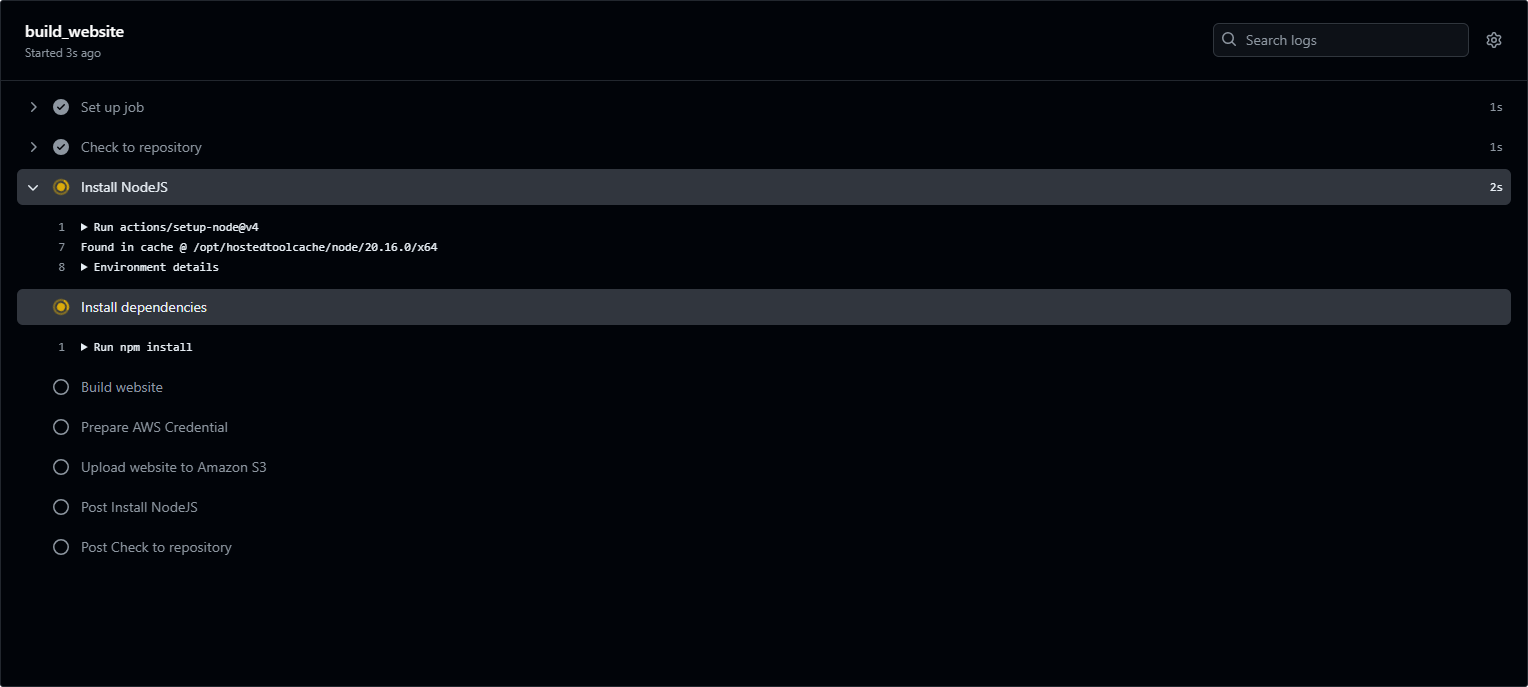 build_website
Started 3s ago
Search logs
Set up job 1s
Check to repository 1s
Install NodeJS 2s
1 Run actions/setup-node@v4
7 Found in cache @ /opt/hostedtoolcache/node/20.16.0/x64
8 Environment details
Install dependencies
1 Run npm install
Build website
Prepare AWS Credential
Upload website to Amazon S3
Post Install NodeJS
Post Check to repository